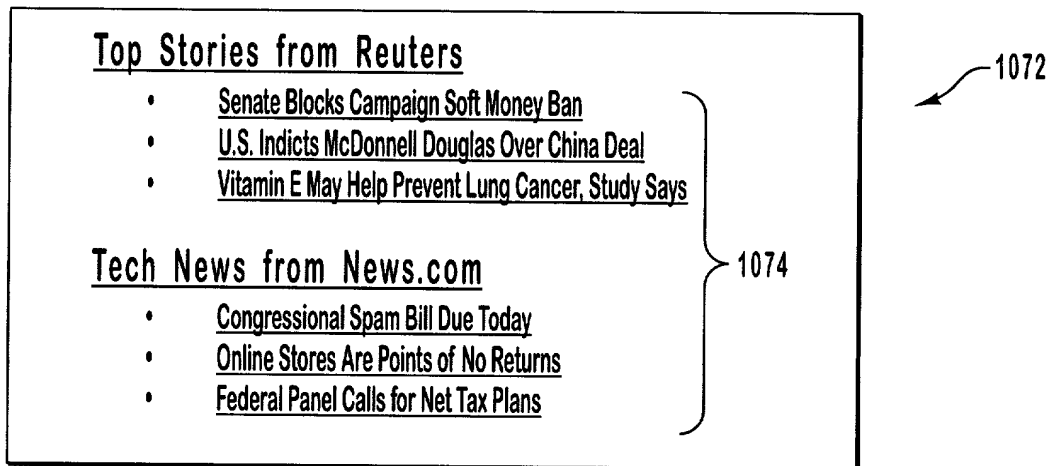 Top Stories from Reuters
1072
• Senate Blocks Campaign Soft Money Ban
• U.S. Indicts McDonnell Douglas Over China Deal
• Vitamin E May Help Prevent Lung Cancer, Study Says
Tech News from News.com
1074
• Congressional Spam Bill Due Today
• Online Stores Are Points of No Returns
• Federal Panel Calls for Net Tax Plans